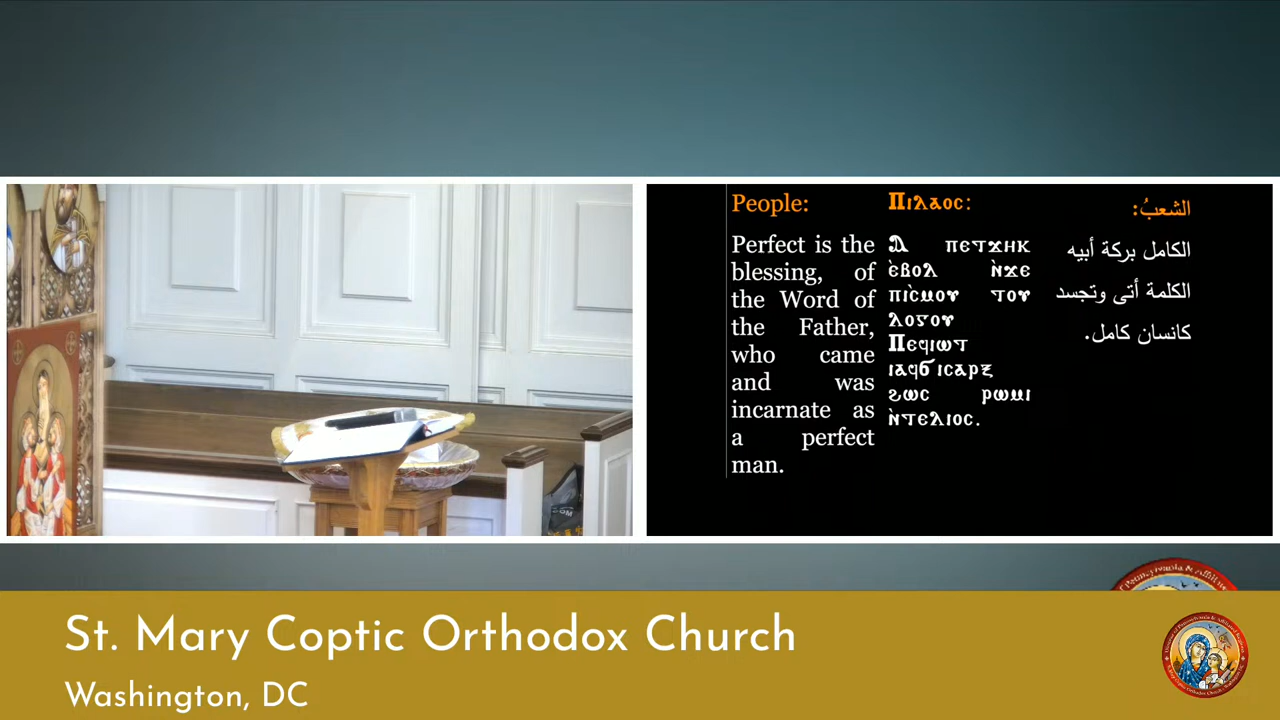 People:
Perfect is the
blessing, of
the Word of
the Father,
who came
and was
incarnate as
a perfect
man.
Ⲡⲓⲗⲁⲟⲥ:
Ⲁ ⲡⲉⲧϫⲏⲕ
ⲉ̀ⲃⲟⲗ ⲛ̀ϫⲉ
ⲡⲓⲥ̀ⲙⲟⲩ ⲧⲟⲩ
ⲗⲟⲅⲟⲩ
Ⲡⲉϥⲓⲱⲧ
ⲓⲁϥϭⲓⲥⲁⲣⲝ
ϩⲱⲥ ⲣⲱⲙⲓ
ⲛ̀ⲧⲉⲗⲓⲟⲥ.
الشعبُ:
الكامل بركة أبيه
الكلمة أتى وتجسد
كانسان كامل.
St. Mary Coptic Orthodox Church
Washington, DC